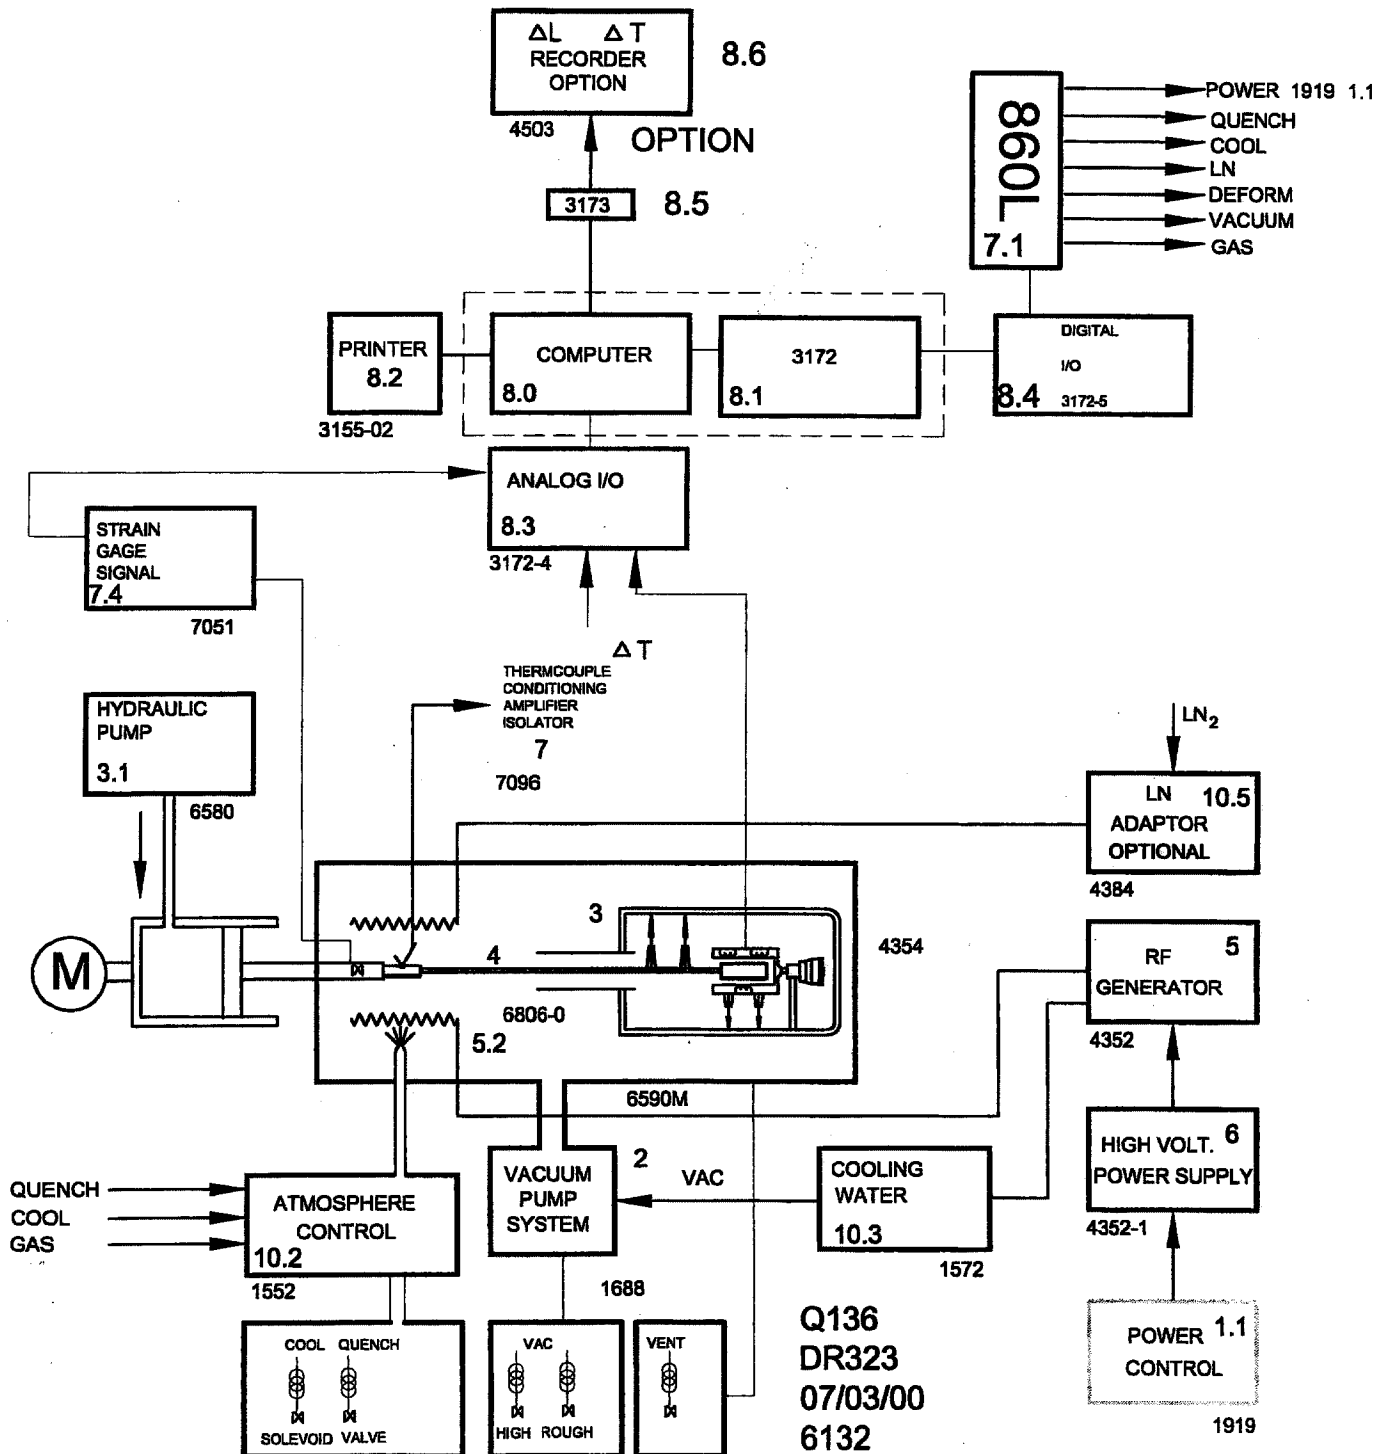 ΔL ΔT
RECORDER
OPTION
8.6
4503
OPTION
3173
8.5
860L
7.1
POWER 1919 1.1
QUENCH
COOL
LN
DEFORM
VACUUM
GAS
PRINTER
8.2
3155-02
COMPUTER
8.0
3172
8.1
DIGITAL
I/O
8.4
3172-5
ANALOG I/O
8.3
3172-4
STRAIN
GAGE
SIGNAL
7.4
7051
ΔT
THERMCOUPLE
CONDITIONING
AMPLIFIER
ISOLATOR
7
7096
HYDRAULIC
PUMP
3.1
6580
LN2
LN 10.5
ADAPTOR
OPTIONAL
4384
M
3
4
4354
6806-0
5.2
6590M
5
RF
GENERATOR
4352
6
HIGH VOLT.
POWER SUPPLY
4352-1
QUENCH
COOL
GAS
ATMOSPHERE
CONTROL
10.2
1552
2
VACUUM
PUMP
SYSTEM
1688
VAC
COOLING
WATER
10.3
1572
POWER 1.1
CONTROL
1919
COOL QUENCH
SOLEVOID VALVE
VAC
HIGH ROUGH
VENT
Q136
DR323
07/03/00
6132